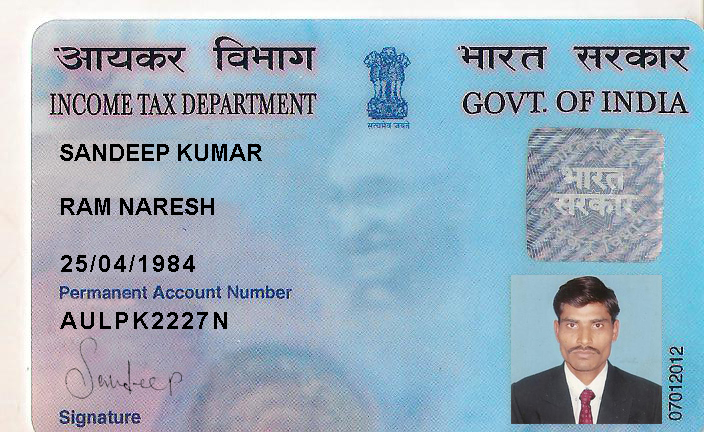 आयकर विभाग
भारत सरकार
INCOME TAX DEPARTMENT
GOVT. OF INDIA
सत्यमेव जयते
SANDEEP KUMAR
भारत
सरकार
RAM NARESH
25/04/1984
Permanent Account Number
AULPK2227N
Sandeep
Signature
07012012